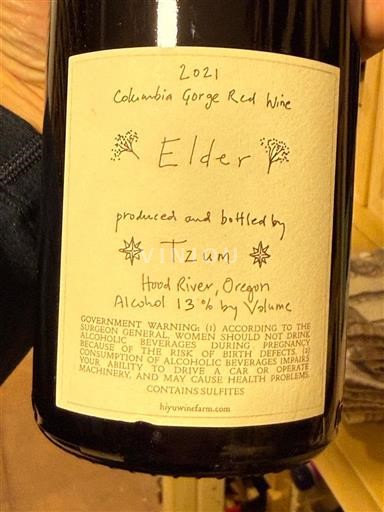 2021
Columbia Gorge Red Wine
Elder
produced and bottled by
Tzum
Hood River, Oregon
Alcohol 13% by Volume
GOVERNMENT WARNING: (1) ACCORDING TO THE
SURGEON GENERAL, WOMEN SHOULD NOT DRINK
ALCOHOLIC BEVERAGES DURING PREGNANCY
BECAUSE OF THE RISK OF BIRTH DEFECTS. (2)
CONSUMPTION OF ALCOHOLIC BEVERAGES IMPAIRS
YOUR ABILITY TO DRIVE A CAR OR OPERATE
MACHINERY, AND MAY CAUSE HEALTH PROBLEMS.
CONTAINS SULFITES
hiyuwinefarm.com